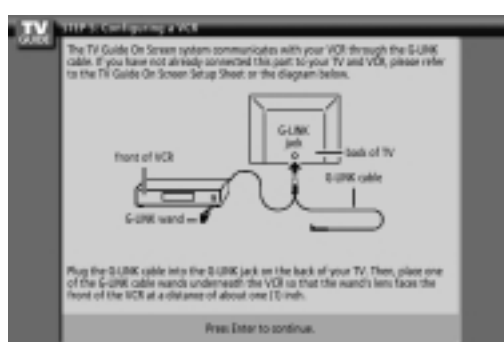 TV
GUIDE
STEP 5: Configuring a VCR
The TV Guide On Screen system communicates with your VCR through the G-LINK
cable. If you have not already connected this part to your TV and VCR, please refer
to the TV Guide On Screen Setup Sheet or the diagram below.
G-LINK
jack
front of VCR
back of TV
G-LINK cable
G-LINK wand
Plug the G-LINK cable into the G-LINK jack on the back of your TV. Then, place one
of the G-LINK cable wands underneath the VCR so that the wand's lens faces the
front of the VCR at a distance of about one (1) inch.
Press Enter to continue.